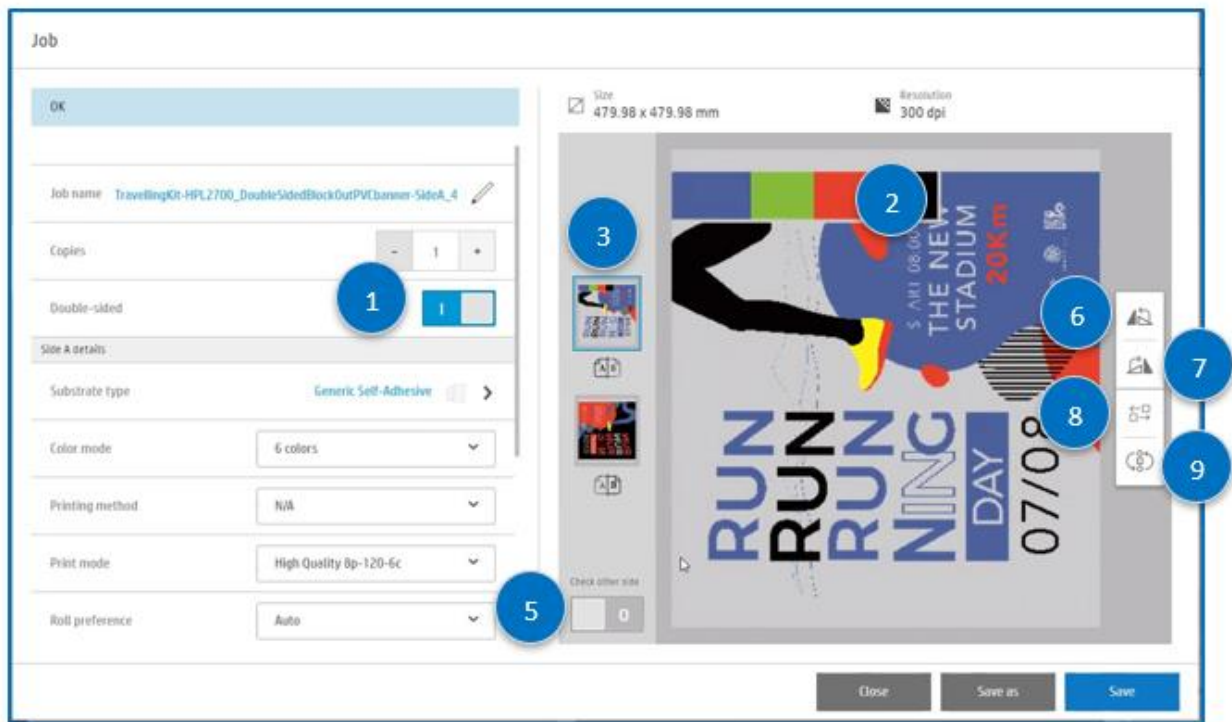 Job
OK
Job name TravellingKit-HPL2700_DoubleSidedBlockOutPVCbanner-SideA_4
Copies - 1 +
Double-sided 1
Side A details
Substrate type Generic Self-Adhesive
Color mode 6 colors
Printing method N/A
Print mode High Quality 8p-120-6c
Roll preference Auto
Size
479.98 x 479.98 mm
Resolution
300 dpi
1
2
3
A B
A B
Check other side
0
5
08:00
THE NEW
STADIUM
20Km
RUN
RUN
RUN
NING
DAY
07/08
6
7
8
9
Close Save as Save